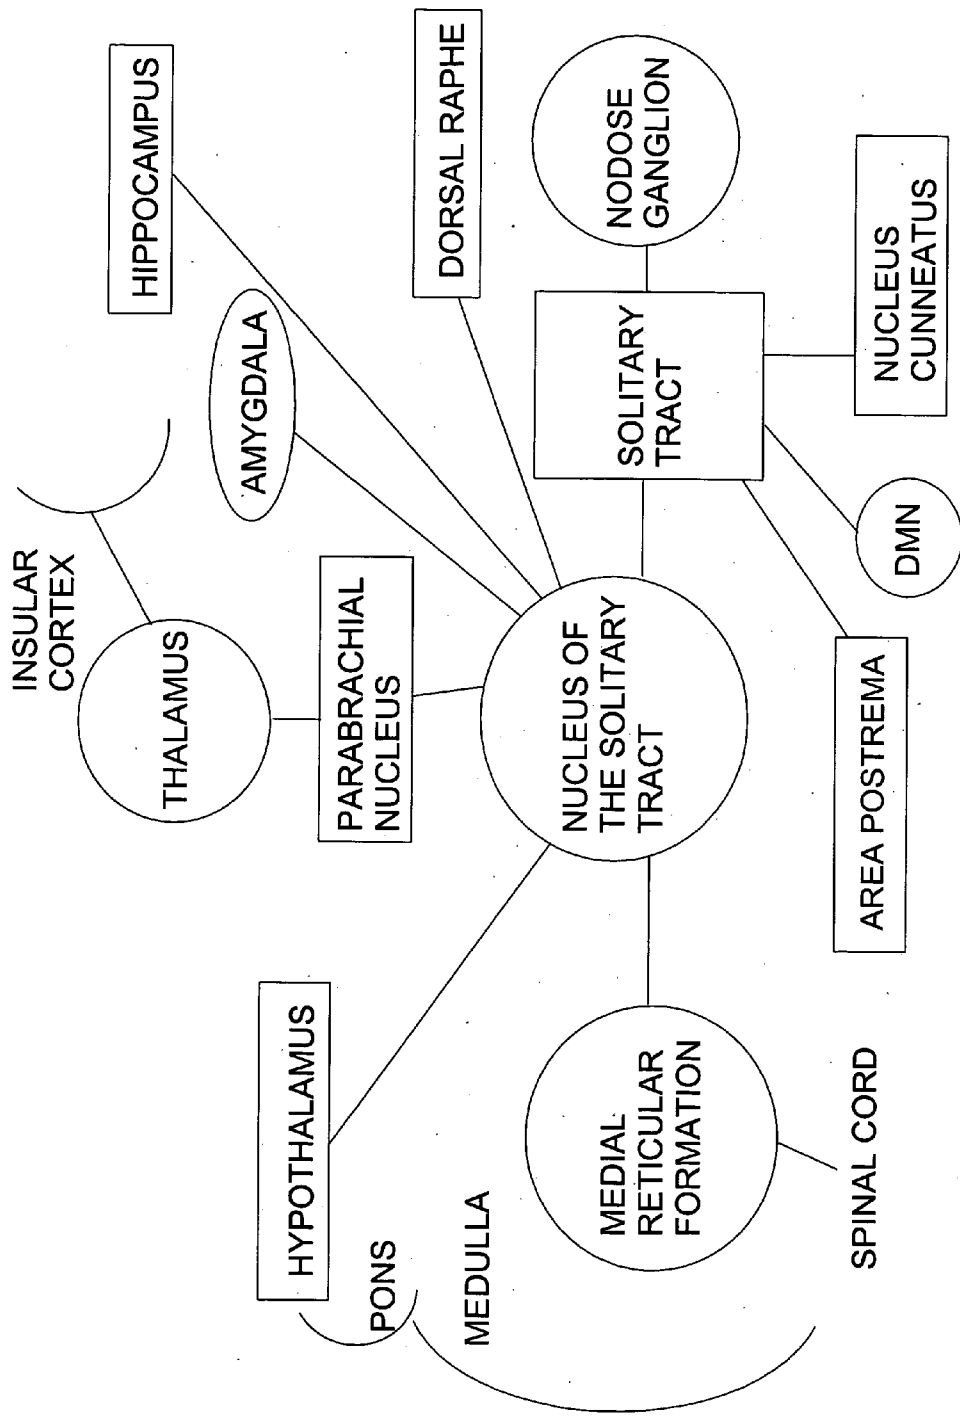 INSULAR
CORTEX
THALAMUS
HIPPOCAMPUS
AMYGDALA
PARABRACHIAL
NUCLEUS
DORSAL RAPHE
HYPOTHALAMUS
PONS
MEDULLA
NUCLEUS OF
THE SOLITARY
TRACT
SOLITARY
TRACT
NODOSE
GANGLION
MEDIAL
RETICULAR
FORMATION
SPINAL CORD
AREA POSTREMA
DMN
NUCLEUS
CUNNEATUS